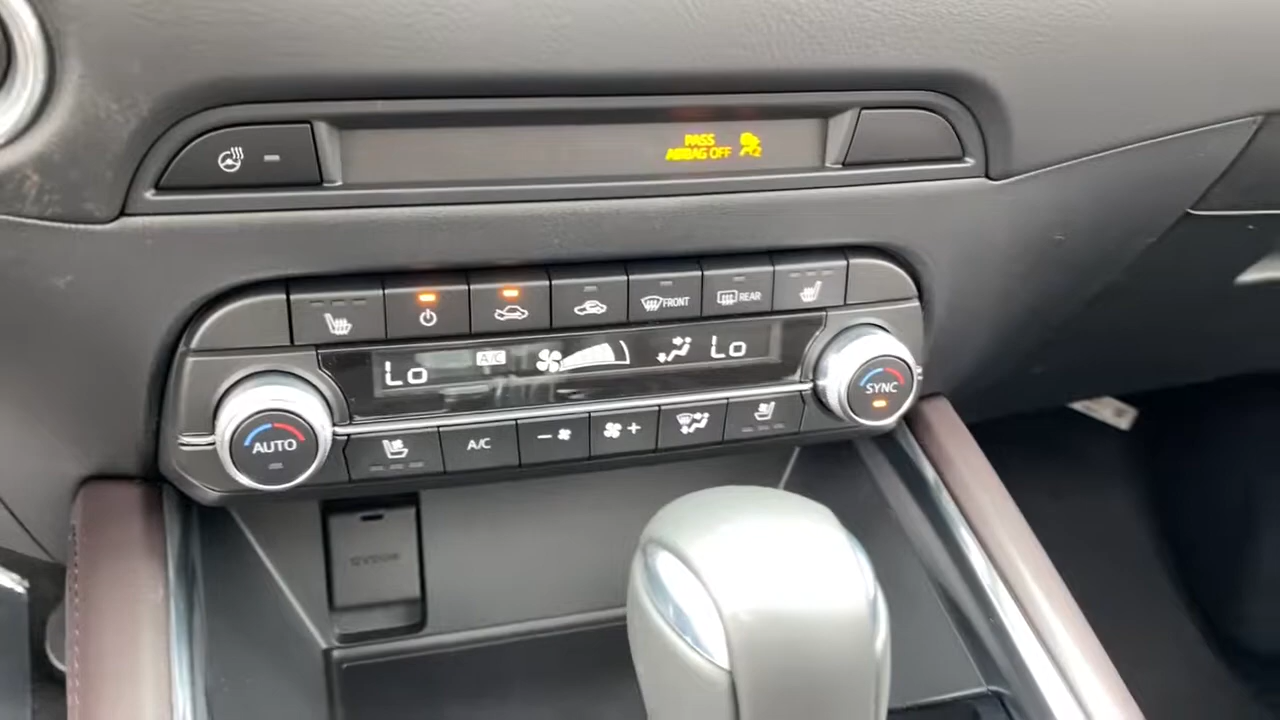 PASS
AIRBAG OFF
FRONT
REAR
Lo
A/C
Lo
AUTO
A/C
SYNC